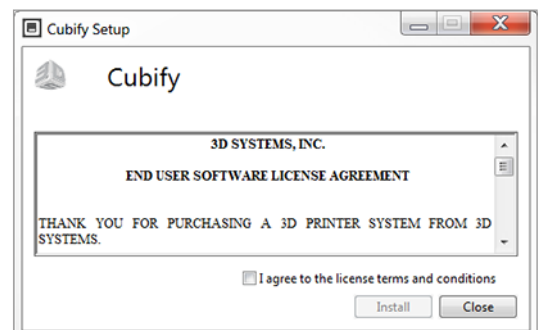 Cubify Setup
Cubify
3D SYSTEMS, INC.
END USER SOFTWARE LICENSE AGREEMENT
THANK YOU FOR PURCHASING A 3D PRINTER SYSTEM FROM 3D
SYSTEMS.
I agree to the license terms and conditions
Install Close